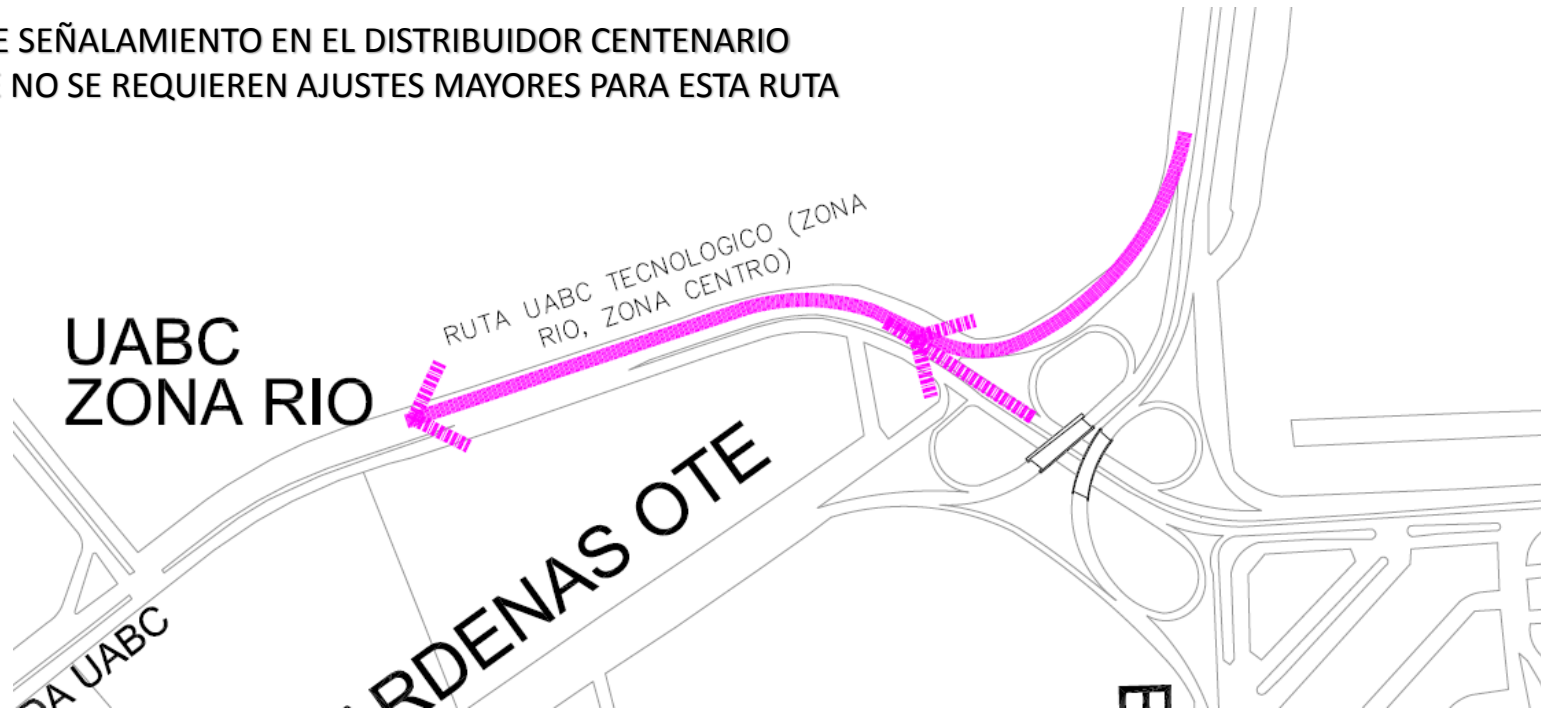 E SEÑALAMIENTO EN EL DISTRIBUIDOR CENTENARIO
E NO SE REQUIEREN AJUSTES MAYORES PARA ESTA RUTA
RUTA UABC TECNOLOGICO (ZONA
RIO, ZONA CENTRO)
UABC
ZONA RIO
ARDENAS OTE
DA UABC
E